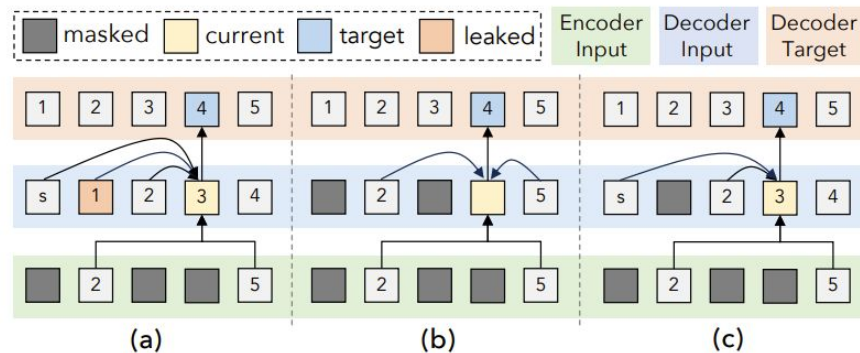 masked current target leaked
Encoder Input
Decoder Input
Decoder Target
1 2 3 4 5
s 1 2 3 4
2 5
(a)
1 2 3 4 5
2 5
2 5
(b)
1 2 3 4 5
s 2 3 4
2 5
(c)